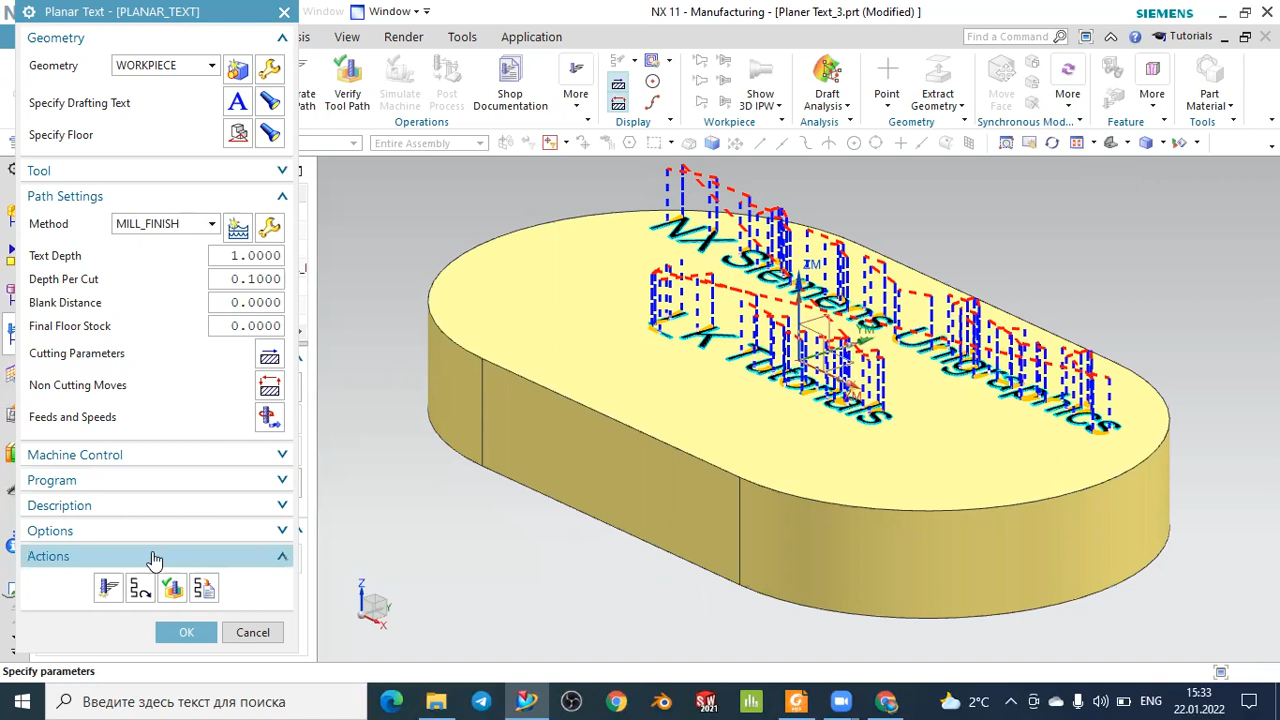 Planar Text - [PLANAR_TEXT]
Window
Window
NX 11 - Manufacturing - [Planer Text_3.prt (Modified) ]
SIEMENS
View
Render
Tools
Application
Find a Command
Tutorials
Verify
Tool Path
Simulate
Machine
Post
Process
Shop
Documentation
More
Operations
Display
Show
3D IPW
Workpiece
Draft
Analysis
Analysis
Point
Extract
Geometry
Geometry
Move
Face
More
Synchronous Mod...
More
Feature
Part
Material
Tools
Entire Assembly
Geometry
Geometry
WORKPIECE
Specify Drafting Text
Specify Floor
Tool
Path Settings
Method
MILL_FINISH
Text Depth
1.0000
Depth Per Cut
0.1000
Blank Distance
0.0000
Final Floor Stock
0.0000
Cutting Parameters
Non Cutting Moves
Feeds and Speeds
Machine Control
Program
Description
Options
Actions
OK
Cancel
NX Siemens Unigraphics
ZM
YM
Z
Y
X
Specify parameters
Введите здесь текст для поиска
2°C
ENG
15:33
22.01.2022